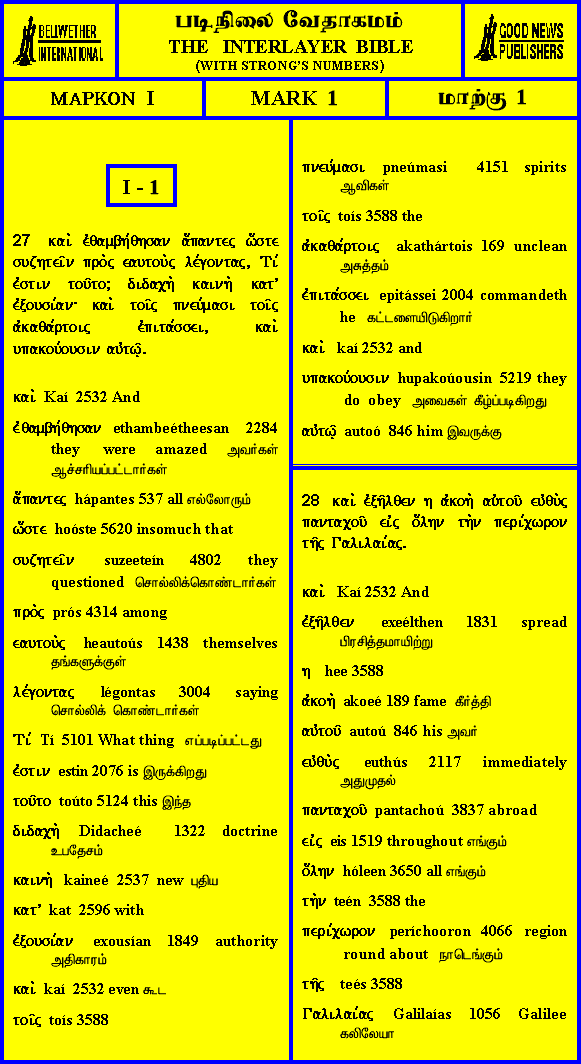 BELLWETHER
INTERNATIONAL
படிநிலை வேதாகமம்
THE INTERLAYER BIBLE
(WITH STRONG'S NUMBERS)
GOOD NEWS
PUBLISHERS
ΜΑΡΚΟΝ Ι
MARK 1
மாற்கு 1
I - 1
27 καὶ ἐθαμβήθησαν ἅπαντες ὥστε
συζητεῖν πρὸς εαυτοὺς λέγοντας, Τί
ἐστιν τοῦτο; διδαχὴ καινὴ κατ'
ἐξουσίαν· καὶ τοῖς πνεύμασι τοῖς
ἀκαθάρτοις ἐπιτάσσει, καὶ
υπακούουσιν αὐτῷ.
καὶ Kaí 2532 And
ἐθαμβήθησαν ethambeétheesan 2284
they were amazed அவர்கள்
ஆச்சரியப்பட்டார்கள்
ἅπαντες hápantes 537 all எல்லோரும்
ὥστε hoóste 5620 insomuch that
συζητεῖν suzeeteín 4802 they
questioned சொல்லிக்கொண்டார்கள்
πρὸς prós 4314 among
εαυτοὺς heautoús 1438 themselves
தங்களுக்குள்
λέγοντας légontas 3004 saying
சொல்லிக் கொண்டார்கள்
Τί Tí 5101 What thing எப்படிப்பட்டது
ἐστιν estin 2076 is இருக்கிறது
τοῦτο toúto 5124 this இந்த
διδαχὴ Didacheé 1322 doctrine
உபதேசம்
καινὴ kaineé 2537 new புதிய
κατ' kat 2596 with
ἐξουσίαν exousían 1849 authority
அதிகாரம்
καὶ kaí 2532 even கூட
τοῖς toís 3588
πνεύμασι pneúmasi 4151 spirits
ஆவிகள்
τοῖς toís 3588 the
ἀκαθάρτοις akathártois 169 unclean
அசுத்தம்
ἐπιτάσσει epitássei 2004 commandeth
he கட்டளையிடுகிறார்
καὶ kaí 2532 and
υπακούουσιν hupakoúousin 5219 they
do obey அவைகள் கீழ்ப்படிகிறது
αὐτῷ autoó 846 him இவருக்கு
28 καὶ ἐξῆλθεν η ἀκοὴ αὐτοῦ εὐθὺς
πανταχοῦ εἰς ὅλην τὴν περίχωρον
τῆς Γαλιλαίας.
καὶ Kaí 2532 And
ἐξῆλθεν exeélthen 1831 spread
பிரசித்தமாயிற்று
η hee 3588
ἀκοὴ akoeé 189 fame கீர்த்தி
αὐτοῦ autoú 846 his அவர்
εὐθὺς euthús 2117 immediately
அதுமுதல்
πανταχοῦ pantachoú 3837 abroad
εἰς eis 1519 throughout எங்கும்
ὅλην hóleen 3650 all எங்கும்
τὴν teén 3588 the
περίχωρον perícho​oron 4066 region
round about நாடெங்கும்
τῆς teés 3588
Γαλιλαίας Galilaías 1056 Galilee
கலிலேயா